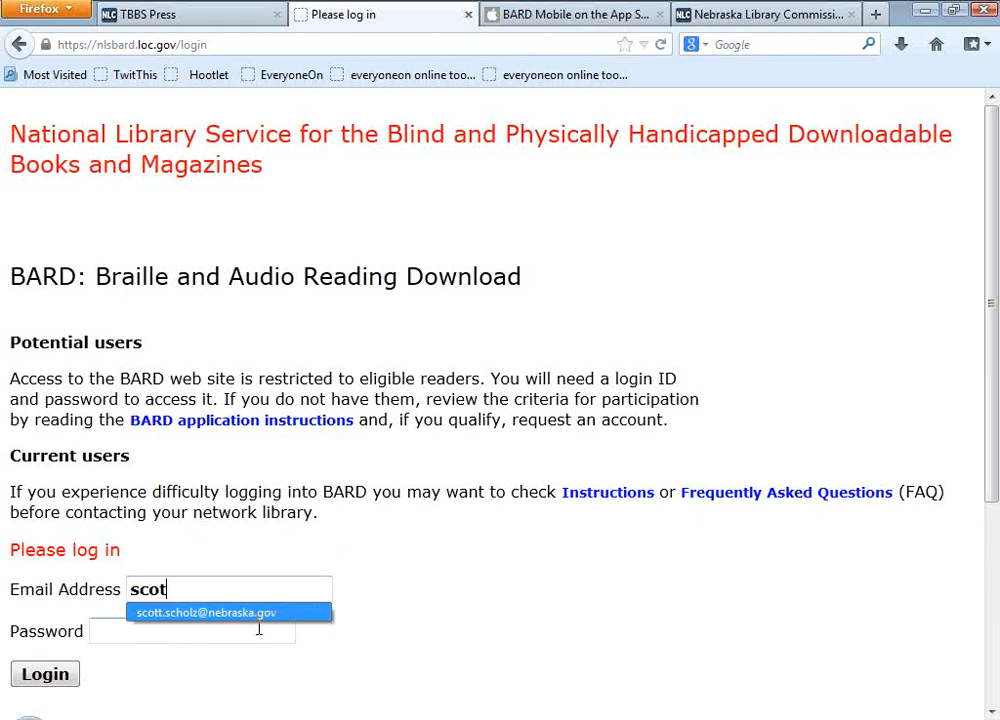 Firefox
TBBS Press
Please log in
BARD Mobile on the App S...
Nebraska Library Commissi...
https://nlsbard.loc.gov/login
Google
Most Visited
TwitThis
Hootlet
EveryoneOn
everyoneon online too...
everyoneon online too...
National Library Service for the Blind and Physically Handicapped Downloadable
Books and Magazines
BARD: Braille and Audio Reading Download
Potential users
Access to the BARD web site is restricted to eligible readers. You will need a login ID
and password to access it. If you do not have them, review the criteria for participation
by reading the BARD application instructions and, if you qualify, request an account.
Current users
If you experience difficulty logging into BARD you may want to check Instructions or Frequently Asked Questions (FAQ)
before contacting your network library.
Please log in
Email Address scot
scott.scholz@nebraska.gov
Password
Login